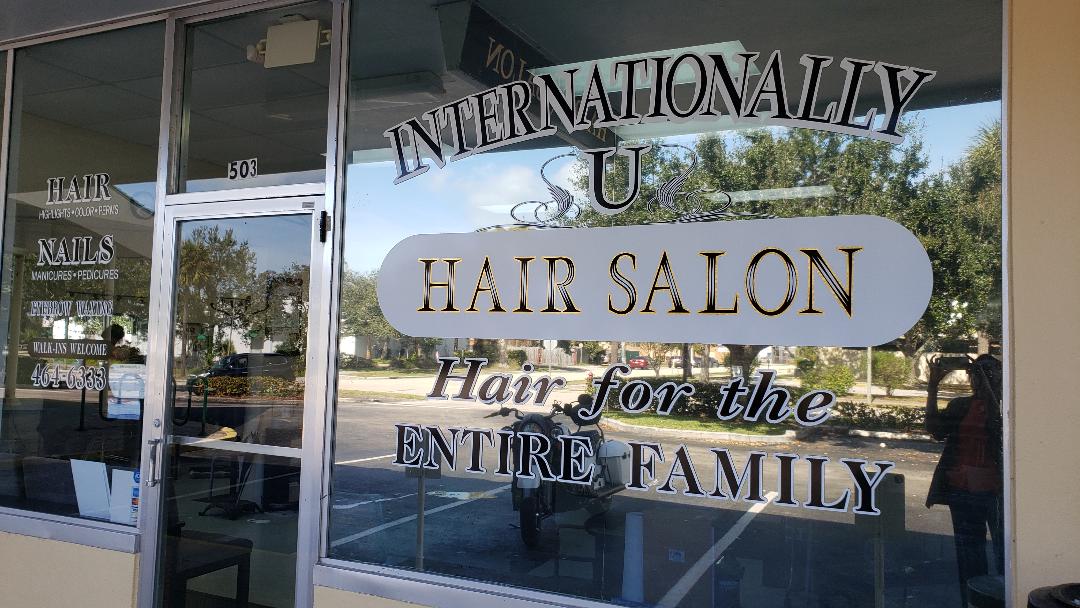 HAIR
HIGHLIGHTS • COLOR • PERMS
NAILS
MANICURES • PEDICURES
EYEBROW WAXING
WALK-INS WELCOME
464-6333
503
INTERNATIONALLY
U
HAIR SALON
Hair for the
ENTIRE FAMILY